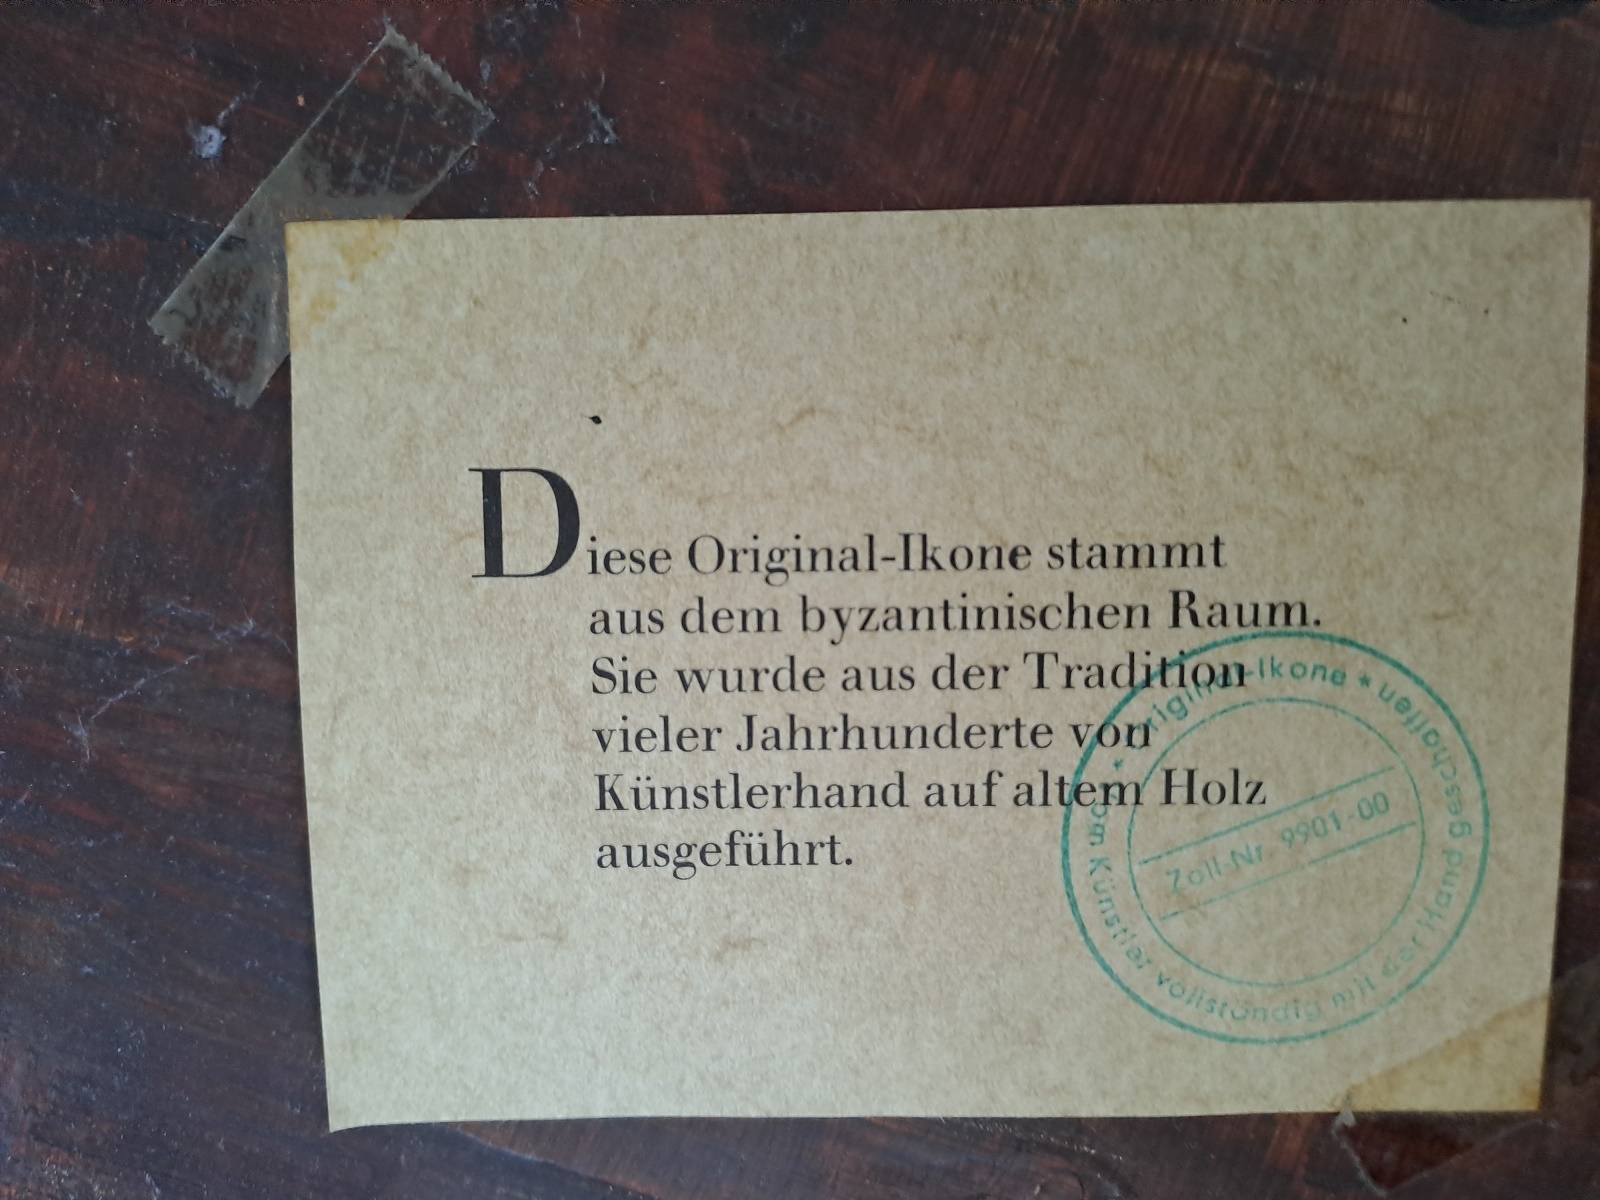 Diese Original-Ikone stammt
aus dem byzantinischen Raum.
Sie wurde aus der Tradition
vieler Jahrhunderte von
Künstlerhand auf altem Holz
ausgeführt.
* Original-Ikone *
vom Künstler vollständig mit der Hand geschaffen
Zoll-Nr. 9901-00